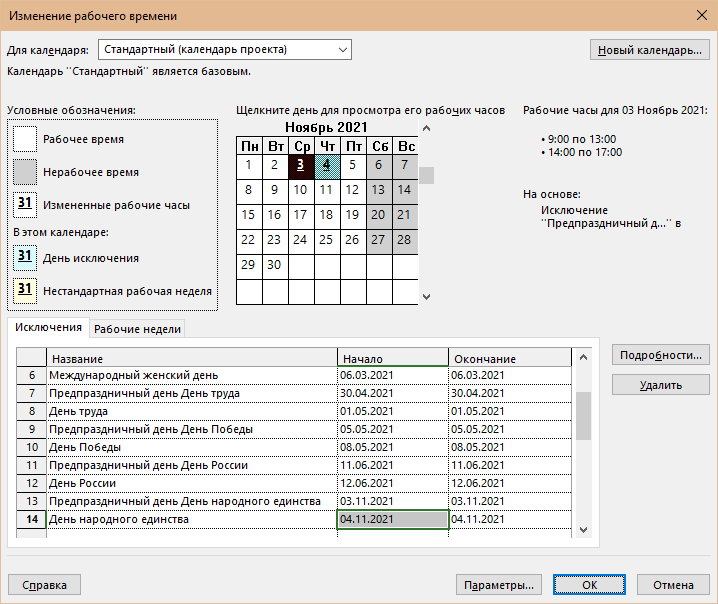 Изменение рабочего времени
Для календаря: Стандартный (календарь проекта) Новый календарь...
Календарь "Стандартный" является базовым.
Условные обозначения: Щелкните день для просмотра его рабочих часов Рабочие часы для 03 Ноябрь 2021:
Рабочее время
Нерабочее время
31 Измененные рабочие часы
В этом календаре:
31 День исключения
31 Нестандартная рабочая неделя
Ноябрь 2021
Пн Вт Ср Чт Пт Сб Вс
1 2 3 4 5 6 7
8 9 10 11 12 13 14
15 16 17 18 19 20 21
22 23 24 25 26 27 28
29 30
• 9:00 по 13:00
• 14:00 по 17:00
На основе:
Исключение
"Предпраздничный д..." в
Исключения Рабочие недели
Название Начало Окончание
6 Международный женский день 06.03.2021 06.03.2021
7 Предпраздничный день День труда 30.04.2021 30.04.2021
8 День труда 01.05.2021 01.05.2021
9 Предпраздничный день День Победы 05.05.2021 05.05.2021
10 День Победы 08.05.2021 08.05.2021
11 Предпраздничный день День России 11.06.2021 11.06.2021
12 День России 12.06.2021 12.06.2021
13 Предпраздничный день День народного единства 03.11.2021 03.11.2021
14 День народного единства 04.11.2021 04.11.2021
Подробности...
Удалить
Справка Параметры... ОК Отмена